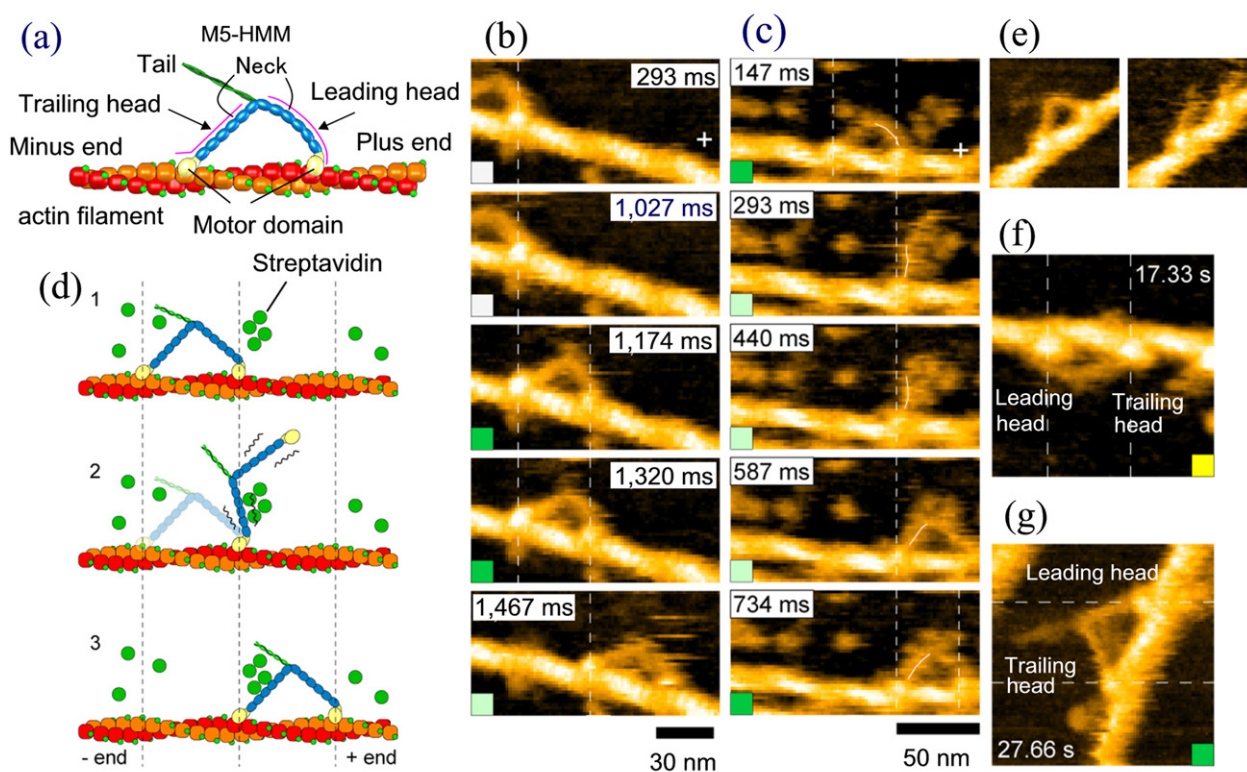 (a)
M5-HMM
Tail
Neck
Trailing head
Leading head
Minus end
Plus end
actin filament
Motor domain
(d)
Streptavidin
1
2
3
- end
+ end
(b)
293 ms
+
1,027 ms
1,174 ms
1,320 ms
1,467 ms
30 nm
(c)
147 ms
+
293 ms
440 ms
587 ms
734 ms
50 nm
(e)
(f)
17.33 s
Leading
head
Trailing
head
(g)
Leading head
Trailing
head
27.66 s